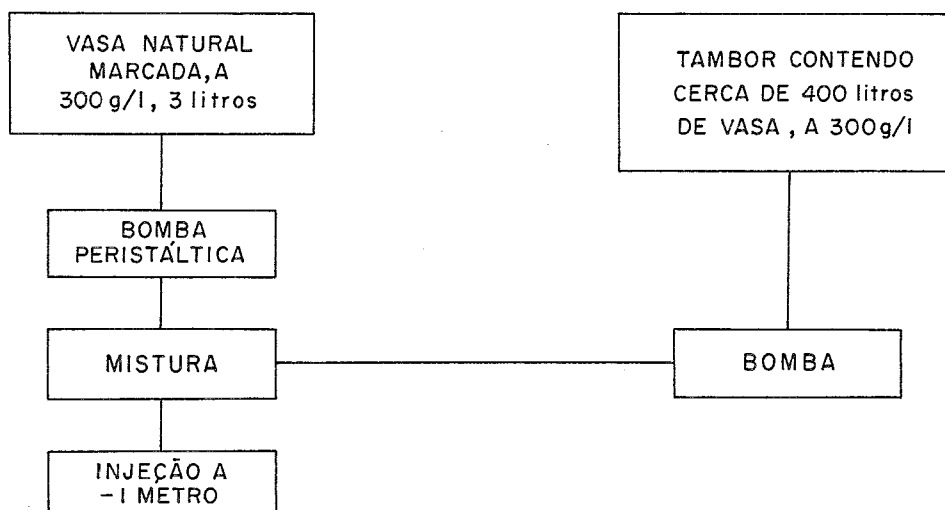 VASA NATURAL
MARCADA, A
300 g/l, 3 litros
TAMBOR CONTENDO
CERCA DE 400 litros
DE VASA, A 300g/l
BOMBA
PERISTÁLTICA
MISTURA
BOMBA
INJEÇÃO A
-1 METRO